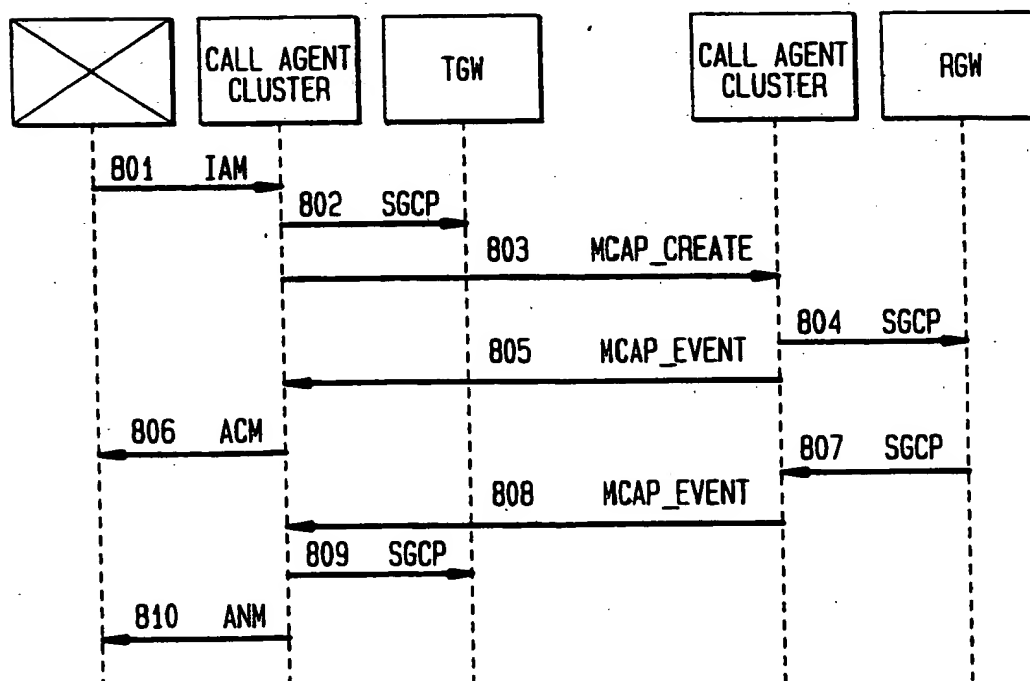 CALL AGENT
CLUSTER
TGW
CALL AGENT
CLUSTER
RGW
801 IAM
802 SGCP
803 MCAP_CREATE
804 SGCP
805 MCAP_EVENT
806 ACM
807 SGCP
808 MCAP_EVENT
809 SGCP
810 ANM